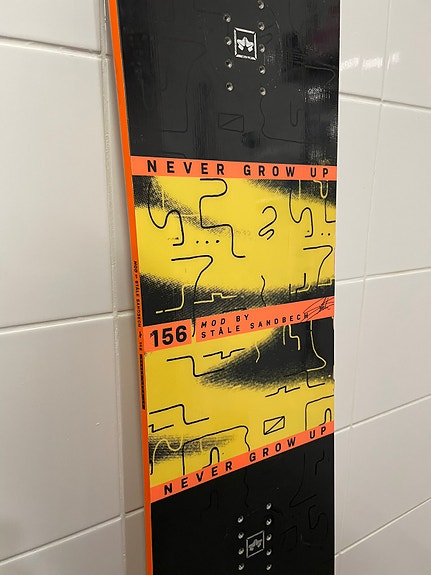 NEVER GROW UP
156
MOD BY
STÅLE SANDBECH
NEVER GROW UP